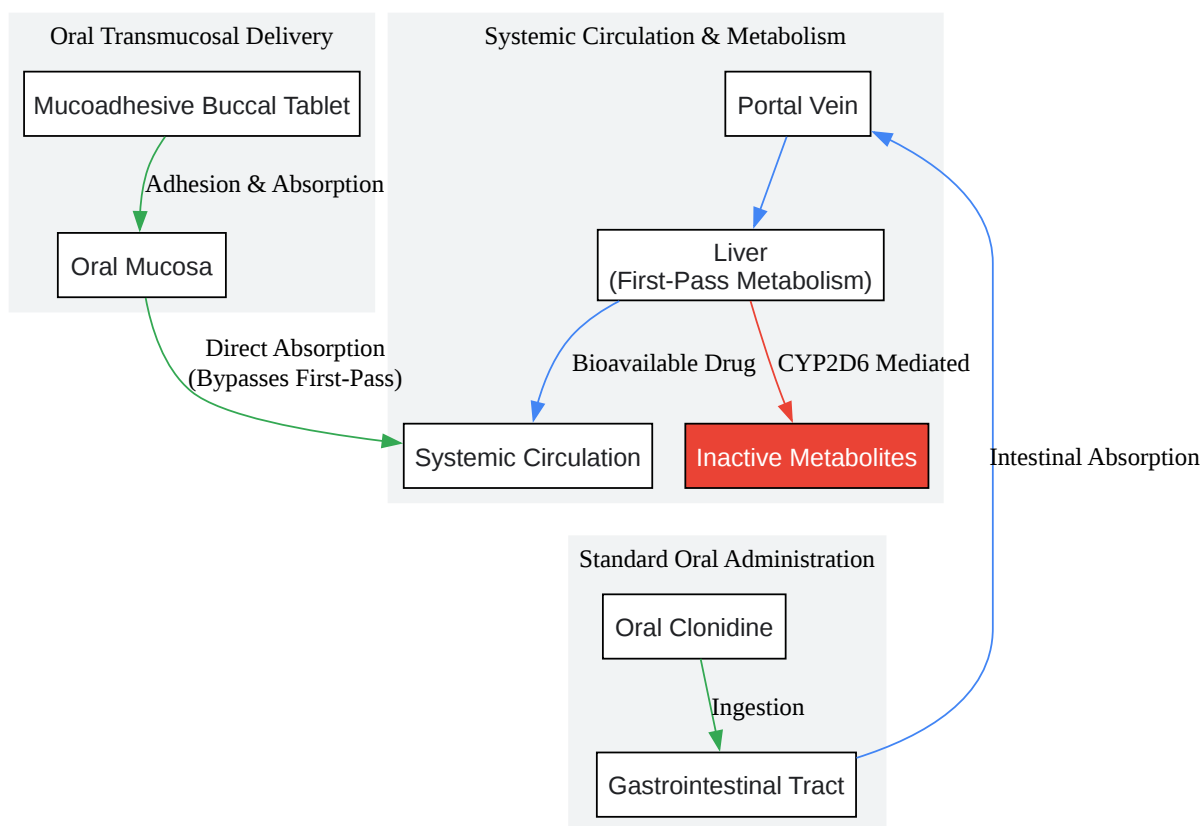 Oral Transmucosal Delivery
Mucoadhesive Buccal Tablet
Adhesion & Absorption
Oral Mucosa
Direct Absorption
(Bypasses First-Pass)
Systemic Circulation & Metabolism
Portal Vein
Liver
(First-Pass Metabolism)
Bioavailable Drug
CYP2D6 Mediated
Systemic Circulation
Inactive Metabolites
Intestinal Absorption
Standard Oral Administration
Oral Clonidine
Ingestion
Gastrointestinal Tract